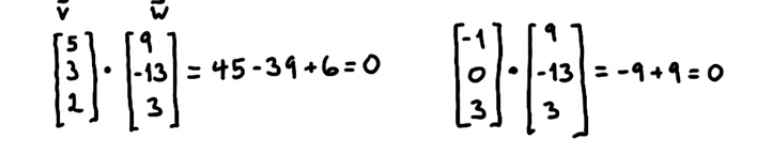 v⃗ w⃗
[5 3 2] · [9 -13 3] = 45 - 39 + 6 = 0
[-1 0 3] · [9 -13 3] = -9 + 9 = 0